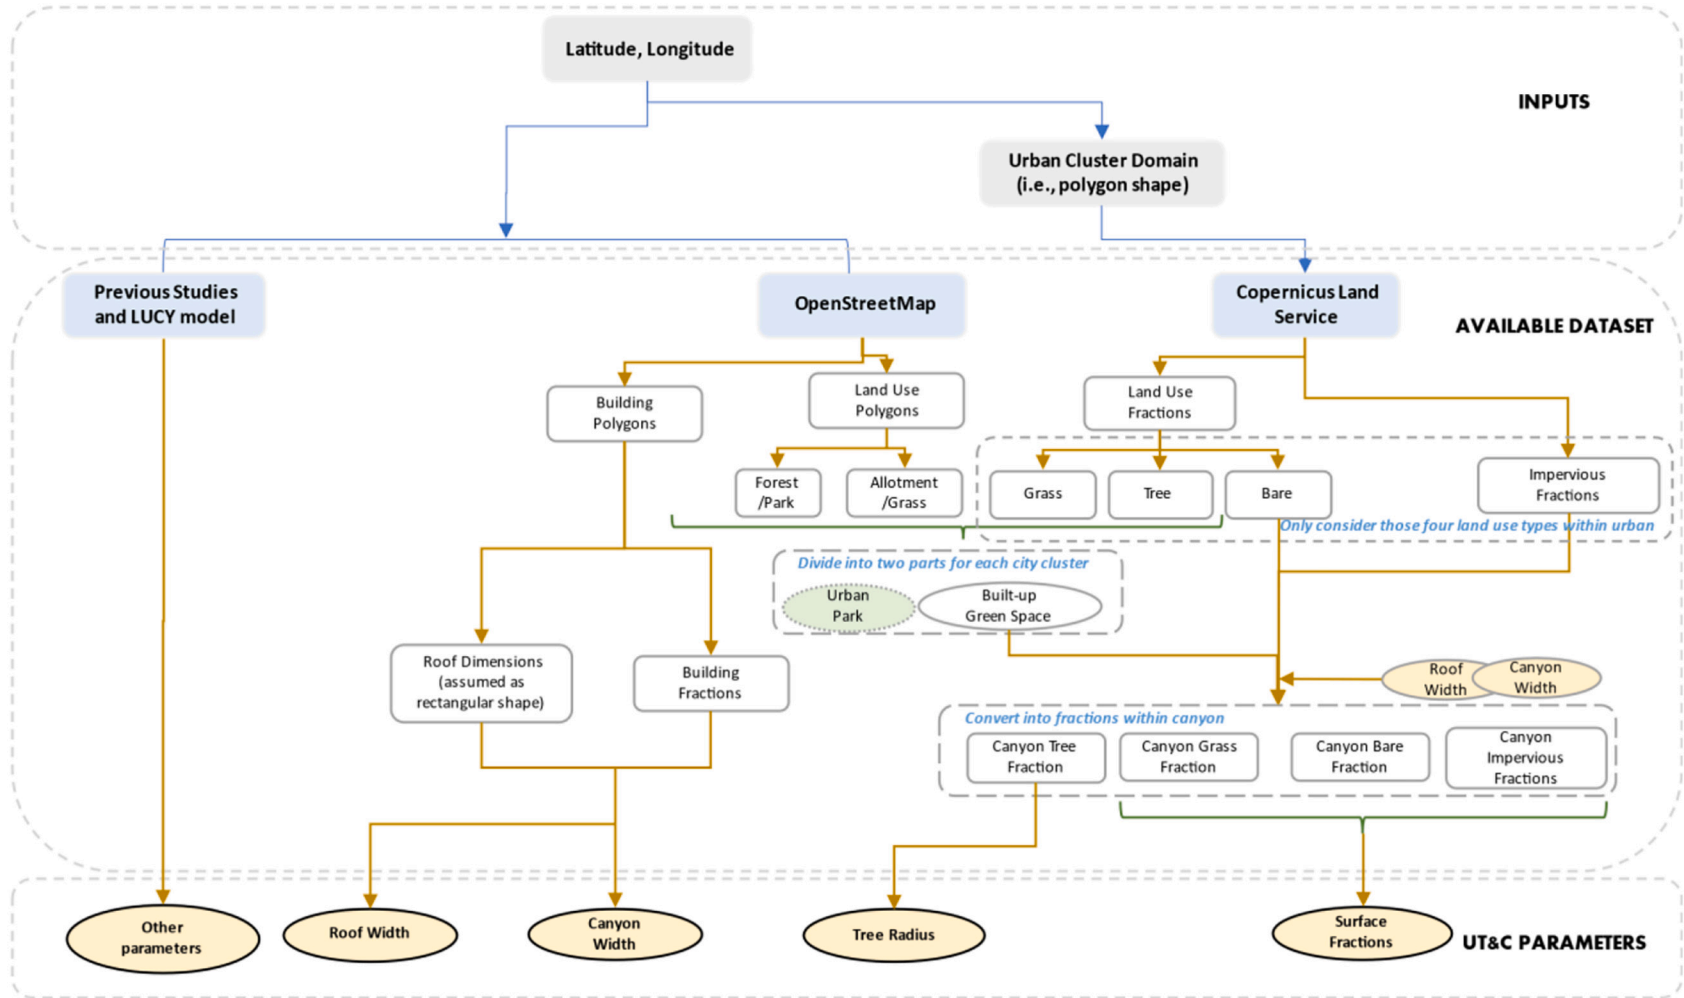 Latitude, Longitude
INPUTS
Urban Cluster Domain
(i.e., polygon shape)
Previous Studies
and LUCY model
OpenStreetMap
Copernicus Land
Service
AVAILABLE DATASET
Building
Polygons
Land Use
Polygons
Land Use
Fractions
Forest
/Park
Allotment
/Grass
Grass
Tree
Bare
Impervious
Fractions
Only consider those four land use types within urban
Divide into two parts for each city cluster
Urban
Park
Built-up
Green Space
Roof Dimensions
(assumed as
rectangular shape)
Building
Fractions
Roof
Width
Canyon
Width
Convert into fractions within canyon
Canyon Tree
Fraction
Canyon Grass
Fraction
Canyon Bare
Fraction
Canyon
Impervious
Fractions
Other
parameters
Roof Width
Canyon
Width
Tree Radius
Surface
Fractions
UT&C PARAMETERS